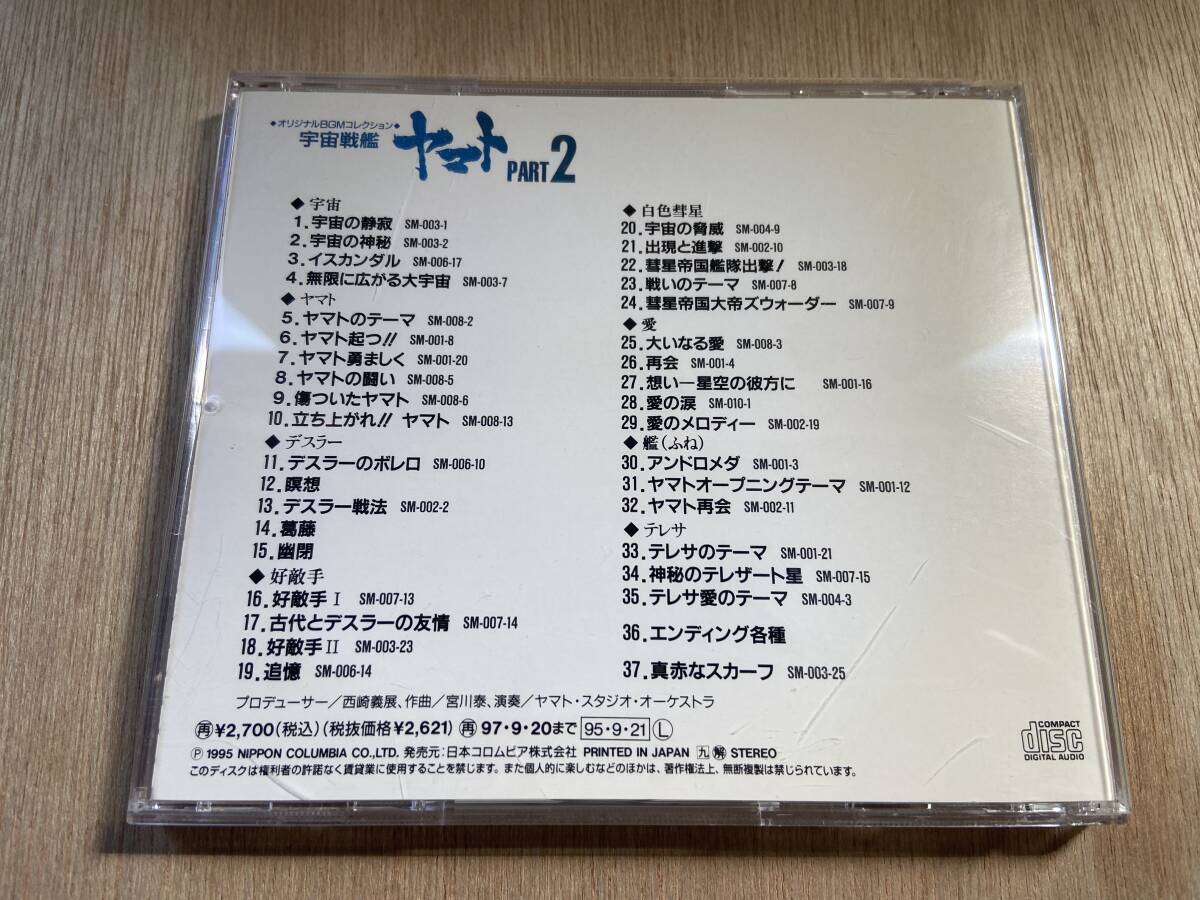 ◆オリジナルBGMコレクション◆
宇宙戦艦 ヤマト PART2
◆宇宙
1.宇宙の静寂 SM-003-1
2.宇宙の神秘 SM-003-2
3.イスカンダル SM-006-17
4.無限に広がる大宇宙 SM-003-7
◆ヤマト
5.ヤマトのテーマ SM-008-2
6.ヤマト起つ!! SM-001-8
7.ヤマト勇ましく SM-001-20
8.ヤマトの闘い SM-008-5
9.傷ついたヤマト SM-008-6
10.立ち上がれ!! ヤマト SM-008-13
◆デスラー
11.デスラーのボレロ SM-006-10
12.瞑想
13.デスラー戦法 SM-002-2
14.葛藤
15.幽閉
◆好敵手
16.好敵手Ⅰ SM-007-13
17.古代とデスラーの友情 SM-007-14
18.好敵手Ⅱ SM-003-23
19.追憶 SM-006-14
◆白色彗星
20.宇宙の脅威 SM-004-9
21.出現と進撃 SM-002-10
22.彗星帝国艦隊出撃! SM-003-18
23.戦いのテーマ SM-007-8
24.彗星帝国大帝ズウォーダー SM-007-9
◆愛
25.大いなる愛 SM-008-3
26.再会 SM-001-4
27.想い―星空の彼方に SM-001-16
28.愛の涙 SM-010-1
29.愛のメロディー SM-002-19
◆艦(ふね)
30.アンドロメダ SM-001-3
31.ヤマトオープニングテーマ SM-001-12
32.ヤマト再会 SM-002-11
◆テレサ
33.テレサのテーマ SM-001-21
34.神秘のテレザート星 SM-007-15
35.テレサ愛のテーマ SM-004-3
36.エンディング各種
37.真赤なスカーフ SM-003-25
プロデューサー/西崎義展、作曲/宮川泰、演奏/ヤマト・スタジオ・オーケストラ
㊢¥2,700(税込)(税抜価格¥2,621) 再 97・9・20まで 95・9・21 Ⓛ
Ⓟ 1995 NIPPON COLUMBIA CO.,LTD. 発売元:日本コロムビア株式会社 PRINTED IN JAPAN 九 解 STEREO
このディスクは権利者の許諾なく賃貸業に使用することを禁じます。また個人的に楽しむなどのほかは、著作権法上、無断複製は禁じられています。
COMPACT
disc
DIGITAL AUDIO